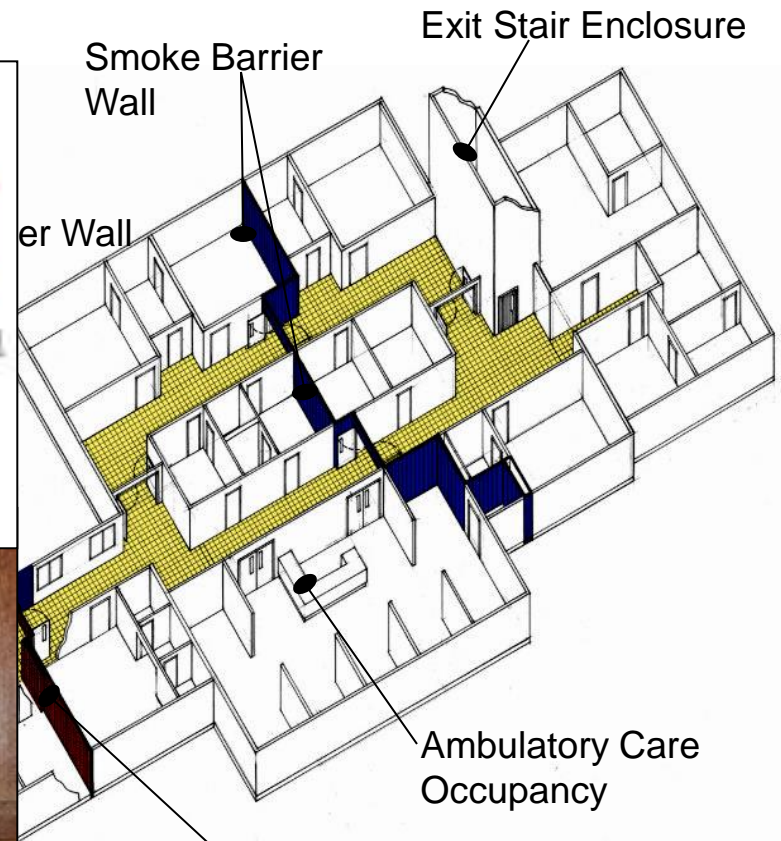 Exit Stair Enclosure
Smoke Barrier
Wall
er Wall
Ambulatory Care
Occupancy